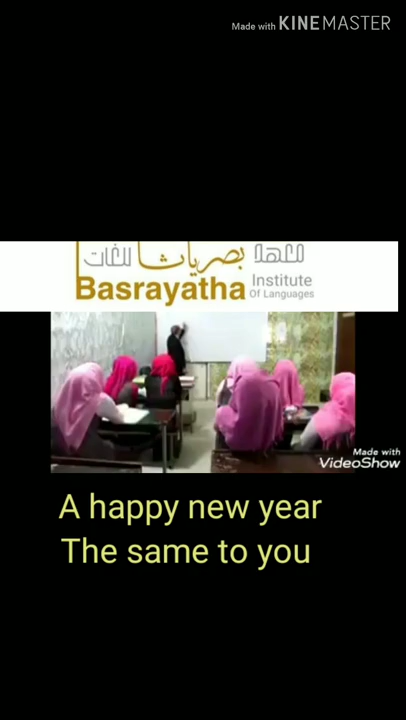 Made with KINEMASTER
معهد بصرياثا للغات
Basrayatha Institute Of Languages
Made with
VideoShow
A happy new year
The same to you